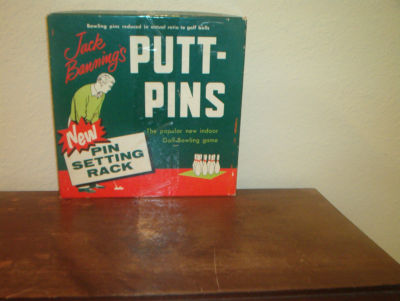 Bowling pins reduced in actual ratio to golf balls
Jack
Banning's
PUTT-
PINS
The popular new indoor
Golf-Bowling game
New
PIN
SETTING
RACK